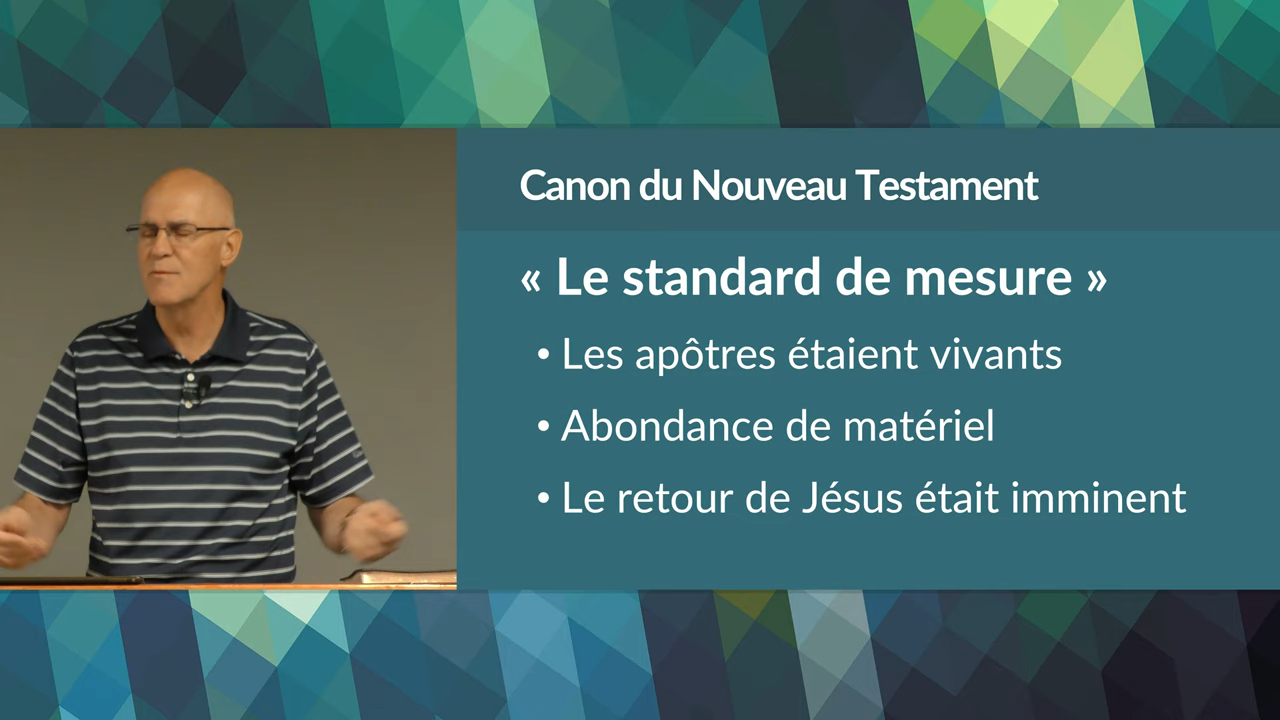 Canon du Nouveau Testament
« Le standard de mesure »
• Les apôtres étaient vivants
• Abondance de matériel
• Le retour de Jésus était imminent